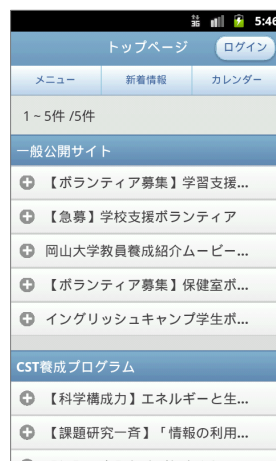 3G 5:46
トップページ ログイン
メニュー 新着情報 カレンダー
1 ~ 5件 /5件
一般公開サイト
【ボランティア募集】学習支援...
【急募】学校支援ボランティア
岡山大学教員養成紹介ムービー...
【ボランティア募集】保健室ボ...
イングリッシュキャンプ学生ボ...
CST養成プログラム
【科学構成力】エネルギーと生...
【課題研究一斉】「情報の利用...